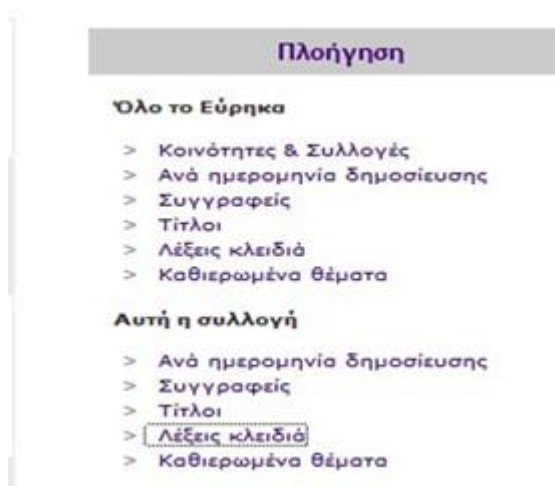 Πλοήγηση
Όλο το Εύρηκα
> Κοινότητες & Συλλογές
> Ανά ημερομηνία δημοσίευσης
> Συγγραφείς
> Τίτλοι
> Λέξεις κλειδιά
> Καθιερωμένα θέματα
Αυτή η συλλογή
> Ανά ημερομηνία δημοσίευσης
> Συγγραφείς
> Τίτλοι
> Λέξεις κλειδιά
> Καθιερωμένα θέματα